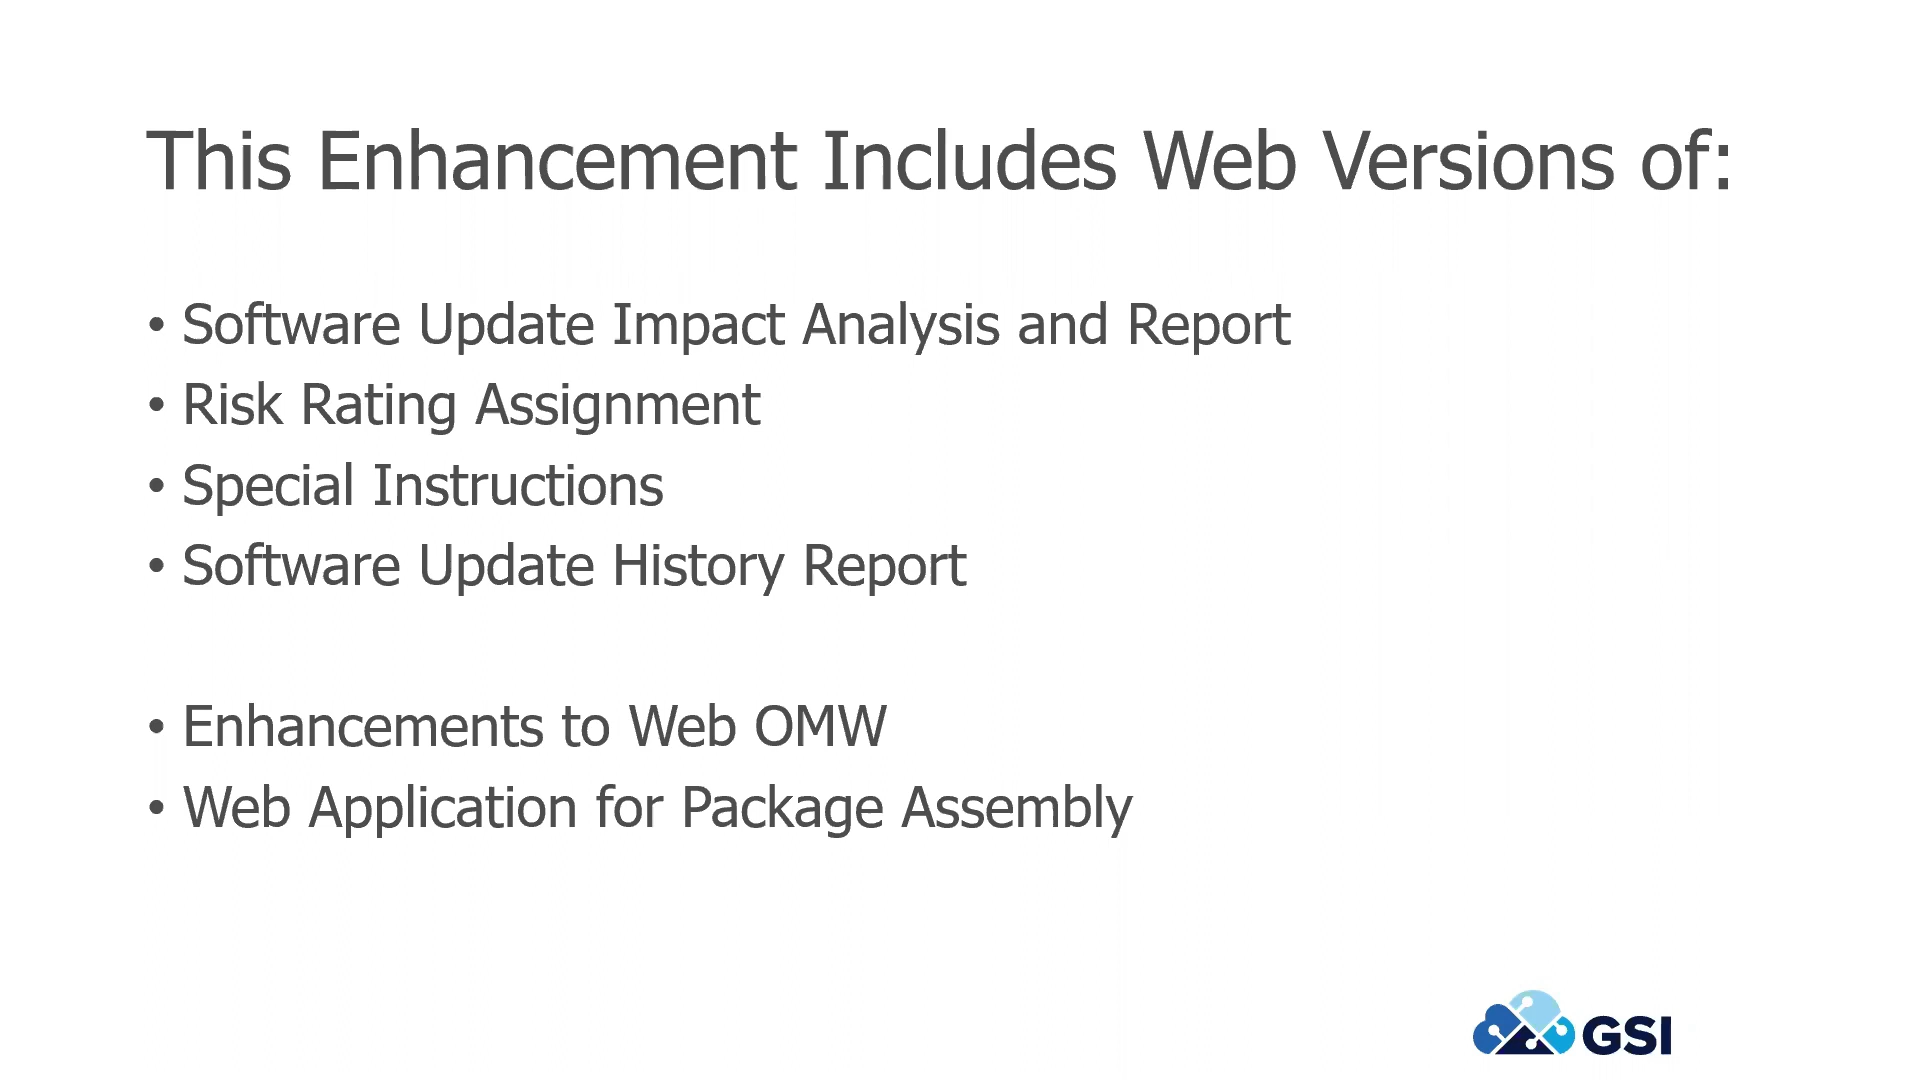 This Enhancement Includes Web Versions of:
• Software Update Impact Analysis and Report
• Risk Rating Assignment
• Special Instructions
• Software Update History Report
• Enhancements to Web OMW
• Web Application for Package Assembly
GSI